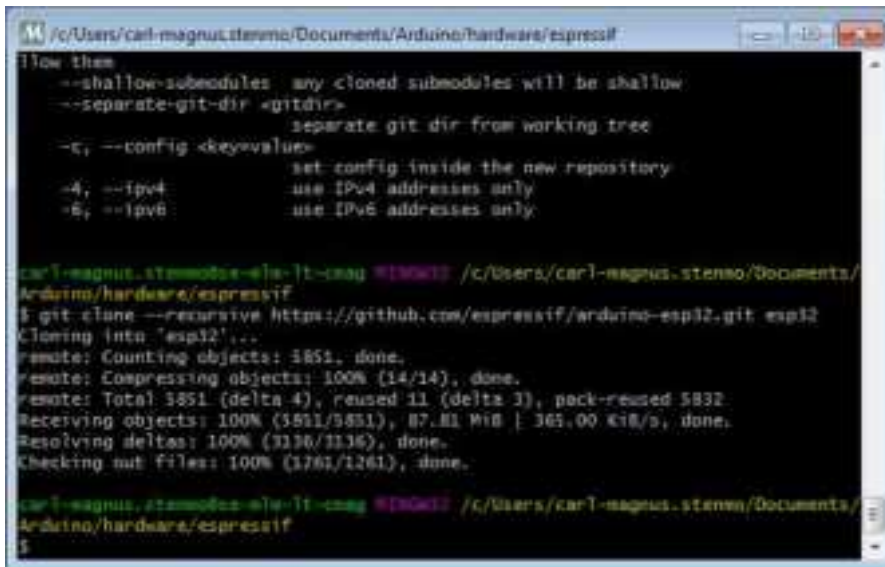 /c/Users/carl-magnus.stenmo/Documents/Arduino/hardware/espressif
llow them
--shallow-submodules any cloned submodules will be shallow
--separate-git-dir <gitdir>
separate git dir from working tree
-c, --config <key=value>
set config inside the new repository
-4, --ipv4 use IPv4 addresses only
-6, --ipv6 use IPv6 addresses only
/c/Users/carl-magnus.stenmo/Documents/
Arduino/hardware/espressif
$ git clone --recursive https://github.com/espressif/arduino-esp32.git esp32
Cloning into 'esp32'...
remote: Counting objects: 5851, done.
remote: Compressing objects: 100% (14/14), done.
remote: Total 5851 (delta 4), reused 11 (delta 3), pack-reused 5832
Receiving objects: 100% (5851/5851), 87.81 MiB | 365.00 KiB/s, done.
Resolving deltas: 100% (3136/3136), done.
Checking out files: 100% (1261/1261), done.
/c/Users/carl-magnus.stenmo/Documents/
Arduino/hardware/espressif
$